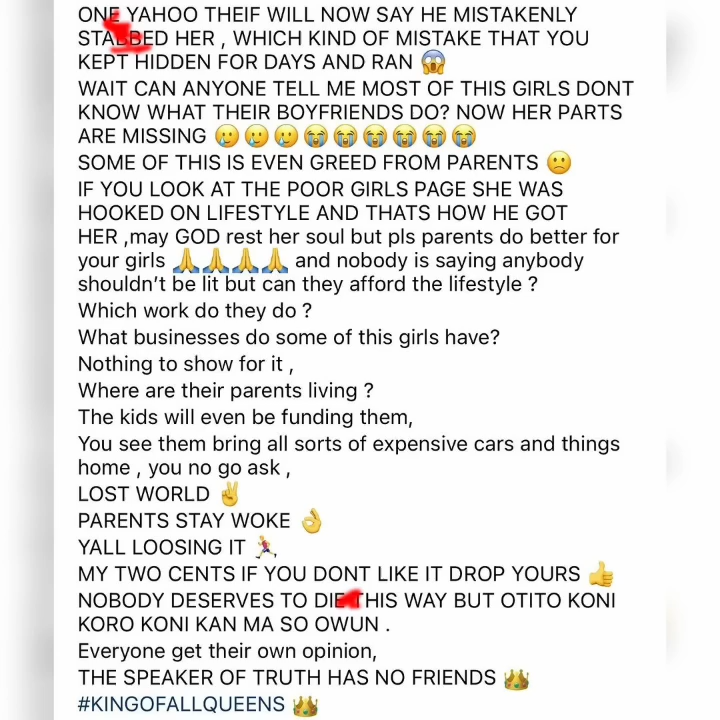 ONE YAHOO THEIF WILL NOW SAY HE MISTAKENLY
STABBED HER , WHICH KIND OF MISTAKE THAT YOU
KEPT HIDDEN FOR DAYS AND RAN 😱
WAIT CAN ANYONE TELL ME MOST OF THIS GIRLS DONT
KNOW WHAT THEIR BOYFRIENDS DO? NOW HER PARTS
ARE MISSING 🥲🥲🥲😭😭😭😭😭😭
SOME OF THIS IS EVEN GREED FROM PARENTS 🙁
IF YOU LOOK AT THE POOR GIRLS PAGE SHE WAS
HOOKED ON LIFESTYLE AND THATS HOW HE GOT
HER ,may GOD rest her soul but pls parents do better for
your girls 🙏🙏🙏🙏 and nobody is saying anybody
shouldn’t be lit but can they afford the lifestyle ?
Which work do they do ?
What businesses do some of this girls have?
Nothing to show for it ,
Where are their parents living ?
The kids will even be funding them,
You see them bring all sorts of expensive cars and things
home , you no go ask ,
LOST WORLD ✌️
PARENTS STAY WOKE 👌
YALL LOOSING IT 🏃‍♀️
MY TWO CENTS IF YOU DONT LIKE IT DROP YOURS 👍
NOBODY DESERVES TO DIE THIS WAY BUT OTITO KONI
KORO KONI KAN MA SO OWUN .
Everyone get their own opinion,
THE SPEAKER OF TRUTH HAS NO FRIENDS 👑
#KINGOFALLQUEENS 👑